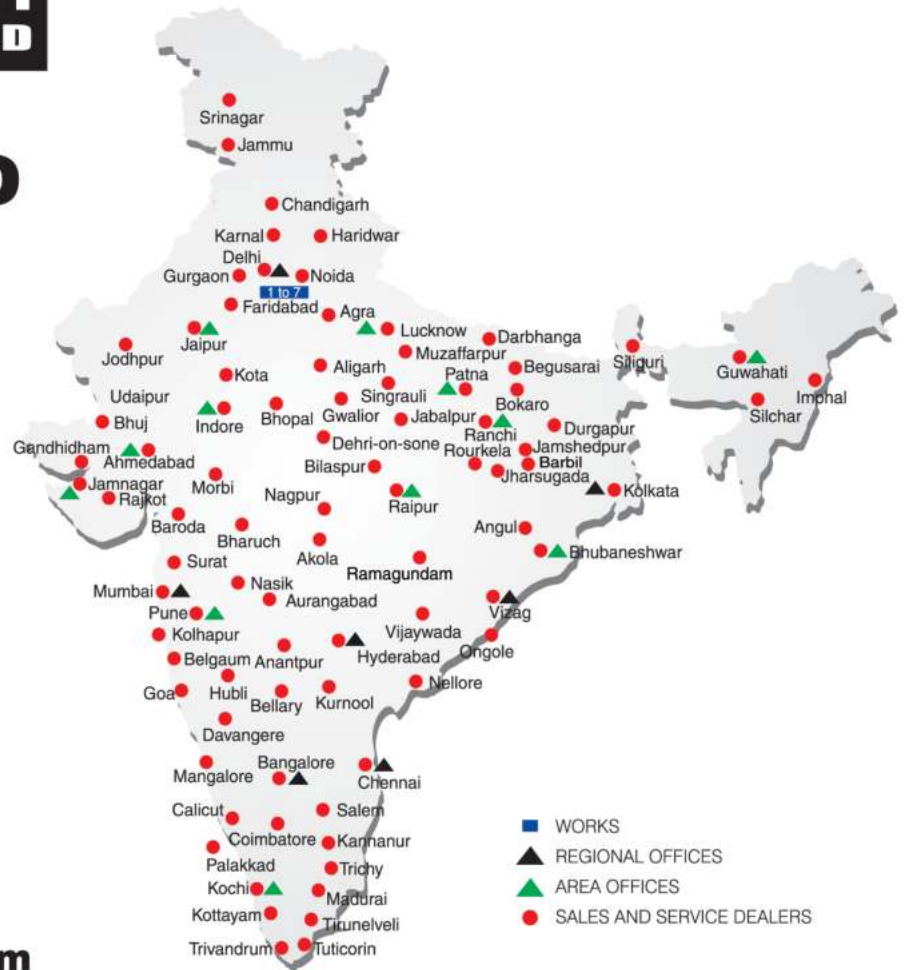 D
Srinagar
Jammu
Chandigarh
Karnal
Haridwar
Delhi
Gurgaon
Noida
1 to 7
Faridabad
Agra
Jaipur
Lucknow
Darbhanga
Jodhpur
Muzaffarpur
Siliguri
Guwahati
Kota
Aligarh
Patna
Begusarai
Udaipur
Singrauli
Bokaro
Imphal
Bhuj
Indore
Bhopal
Gwalior
Jabalpur
Silchar
Ranchi
Durgapur
Gandhidham
Ahmedabad
Dehri-on-sone
Rourkela
Jamshedpur
Bilaspur
Barbil
Jharsugada
Jamnagar
Rajkot
Morbi
Nagpur
Raipur
Kolkata
Baroda
Bharuch
Akola
Angul
Bhubaneshwar
Surat
Ramagundam
Mumbai
Nasik
Aurangabad
Pune
Vizag
Kolhapur
Vijaywada
Ongole
Belgaum
Anantpur
Hyderabad
Goa
Hubli
Bellary
Kurnool
Nellore
Davangere
Mangalore
Bangalore
Chennai
Calicut
Salem
Coimbatore
Kannanur
Palakkad
Trichy
Kochi
Madurai
Kottayam
Tirunelveli
Trivandrum
Tuticorin
WORKS
REGIONAL OFFICES
AREA OFFICES
SALES AND SERVICE DEALERS
m